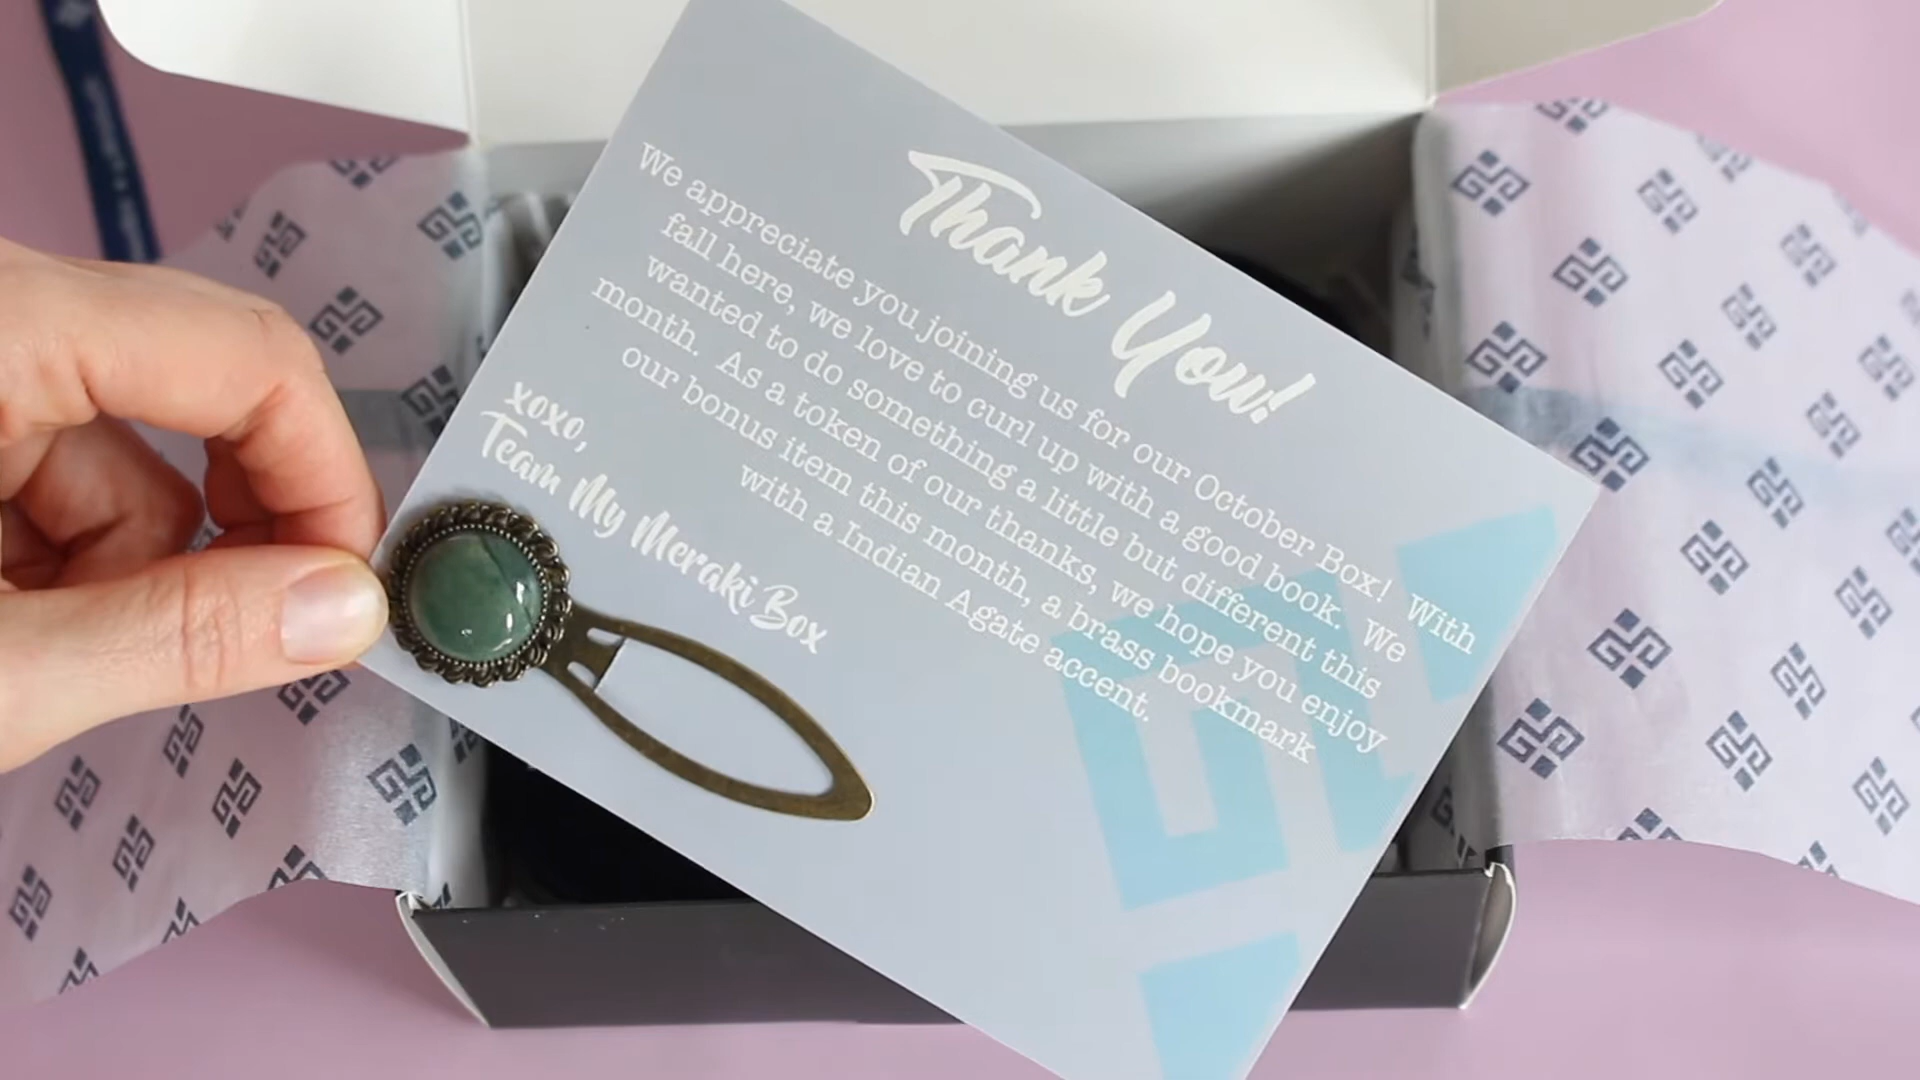 Thank You!
We appreciate you joining us for our October Box!  With
fall here, we love to curl up with a good book.  We
wanted to do something a little but different this
month.  As a token of our thanks, we hope you enjoy
our bonus item this month, a brass bookmark
with a Indian Agate accent.
xoxo,
Team My Meraki Box